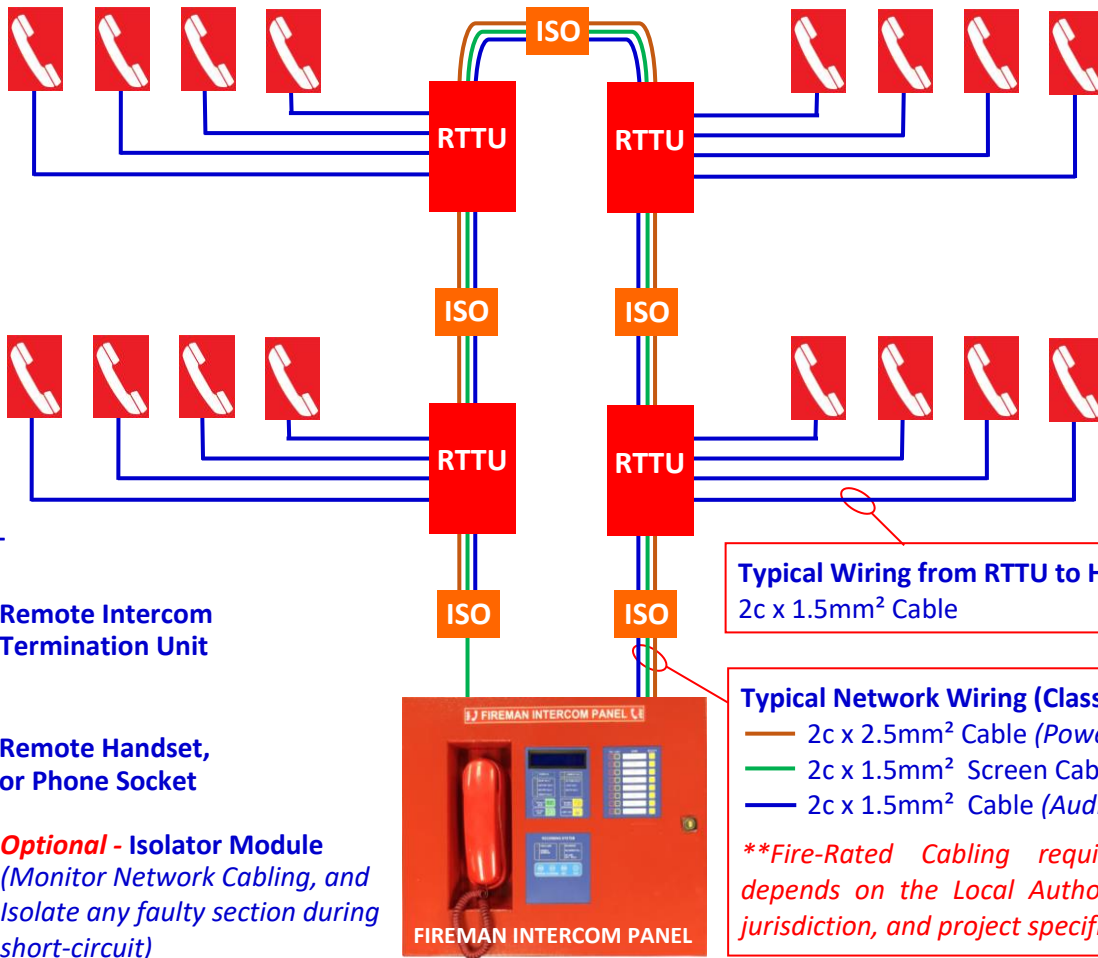 ISO
RTTU
RTTU
ISO
ISO
RTTU
RTTU
ISO
ISO
Remote Intercom
Termination Unit
Remote Handset,
or Phone Socket
Optional - Isolator Module
(Monitor Network Cabling, and
Isolate any faulty section during
short-circuit)
FIREMAN INTERCOM PANEL
FIREMAN INTERCOM PANEL
Typical Wiring from RTTU to H
2c x 1.5mm² Cable
Typical Network Wiring (Class
2c x 2.5mm² Cable (Powe
2c x 1.5mm² Screen Cab
2c x 1.5mm² Cable (Aud
**Fire-Rated Cabling requi
depends on the Local Autho
jurisdiction, and project specifi